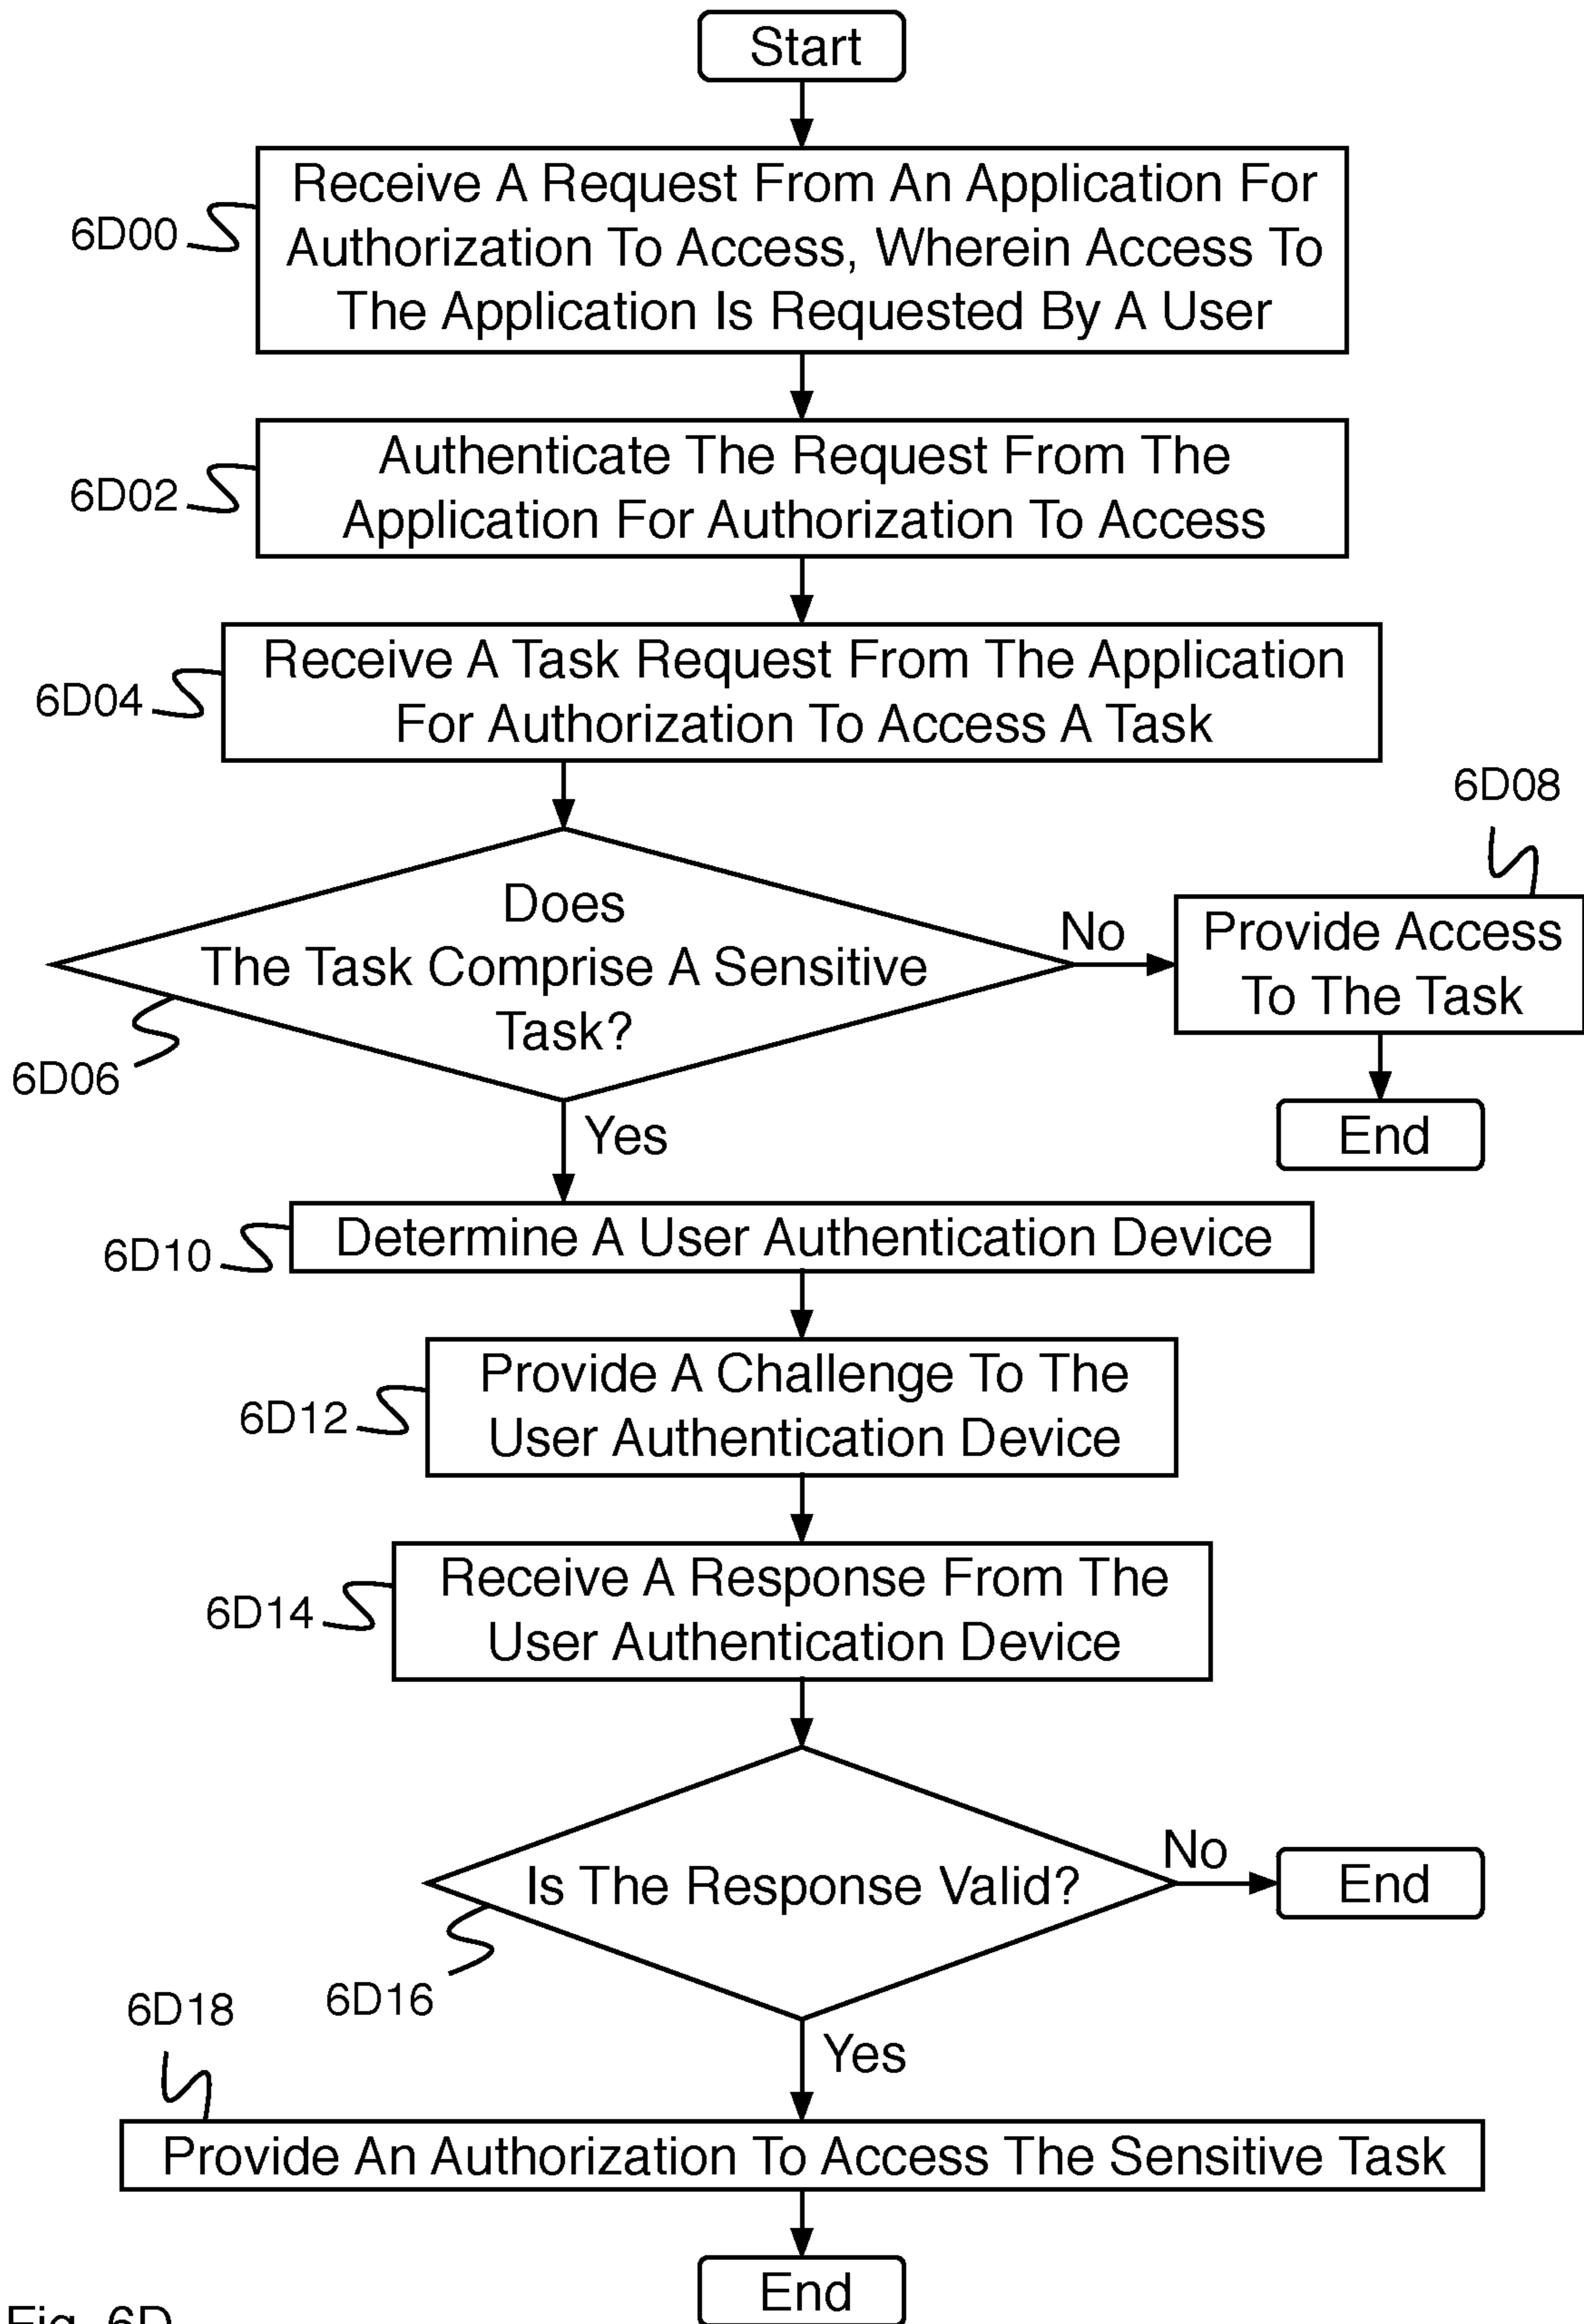 Start
Receive A Request From An Application For
Authorization To Access, Wherein Access To
The Application Is Requested By A User
6D00
Authenticate The Request From The
Application For Authorization To Access
6D02
Receive A Task Request From The Application
For Authorization To Access A Task
6D04
6D08
Does
The Task Comprise A Sensitive
Task?
6D06
No
Provide Access
To The Task
End
Yes
Determine A User Authentication Device
6D10
Provide A Challenge To The
User Authentication Device
6D12
Receive A Response From The
User Authentication Device
6D14
Is The Response Valid?
No
End
6D16
6D18
Yes
Provide An Authorization To Access The Sensitive Task
End
Fig. 6D